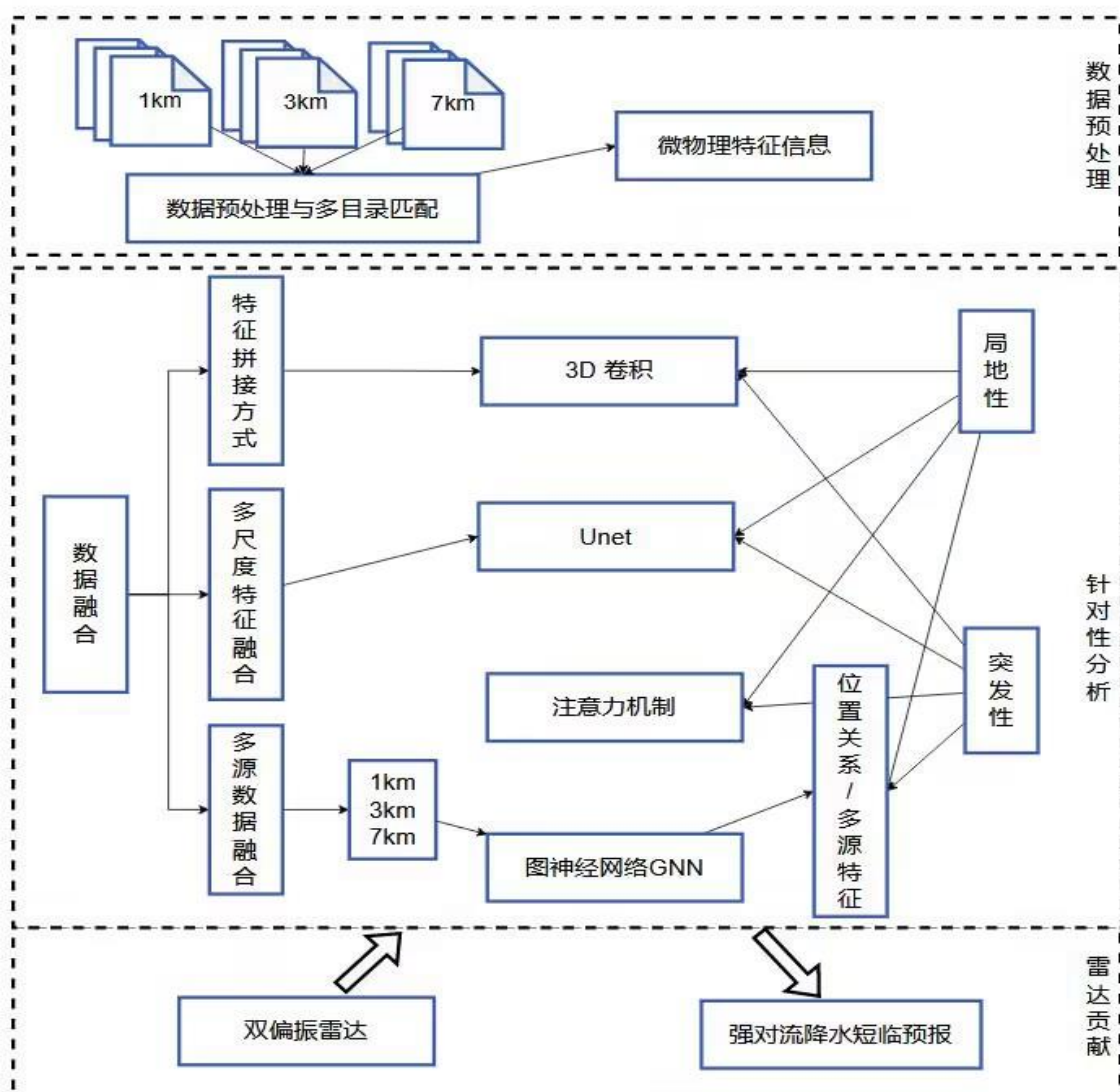 1km
3km
7km
数据预处理与多目录匹配
微物理特征信息
数据预处理
数据融合
特征拼接方式
多尺度特征融合
多源数据融合
1km
3km
7km
3D 卷积
Unet
注意力机制
图神经网络GNN
位置关系/多源特征
局地性
突发性
针对性分析
双偏振雷达
强对流降水短临预报
雷达贡献